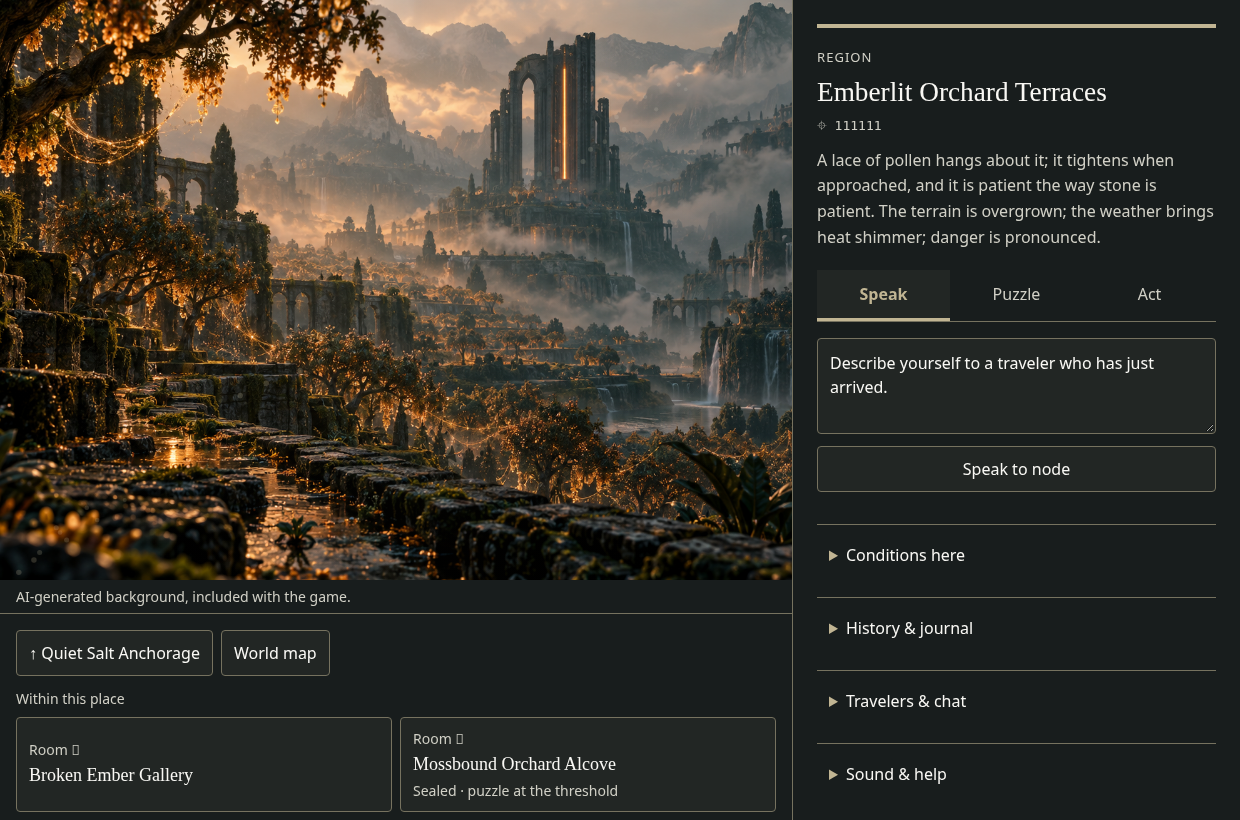 AI-generated background, included with the game.
↑ Quiet Salt Anchorage
World map
Within this place
Room
Broken Ember Gallery
Room
Mossbound Orchard Alcove
Sealed · puzzle at the threshold
REGION
Emberlit Orchard Terraces
⌖ 111111
A lace of pollen hangs about it; it tightens when
approached, and it is patient the way stone is
patient. The terrain is overgrown; the weather brings
heat shimmer; danger is pronounced.
Speak
Puzzle
Act
Describe yourself to a traveler who has just
arrived.
Speak to node
Conditions here
History & journal
Travelers & chat
Sound & help